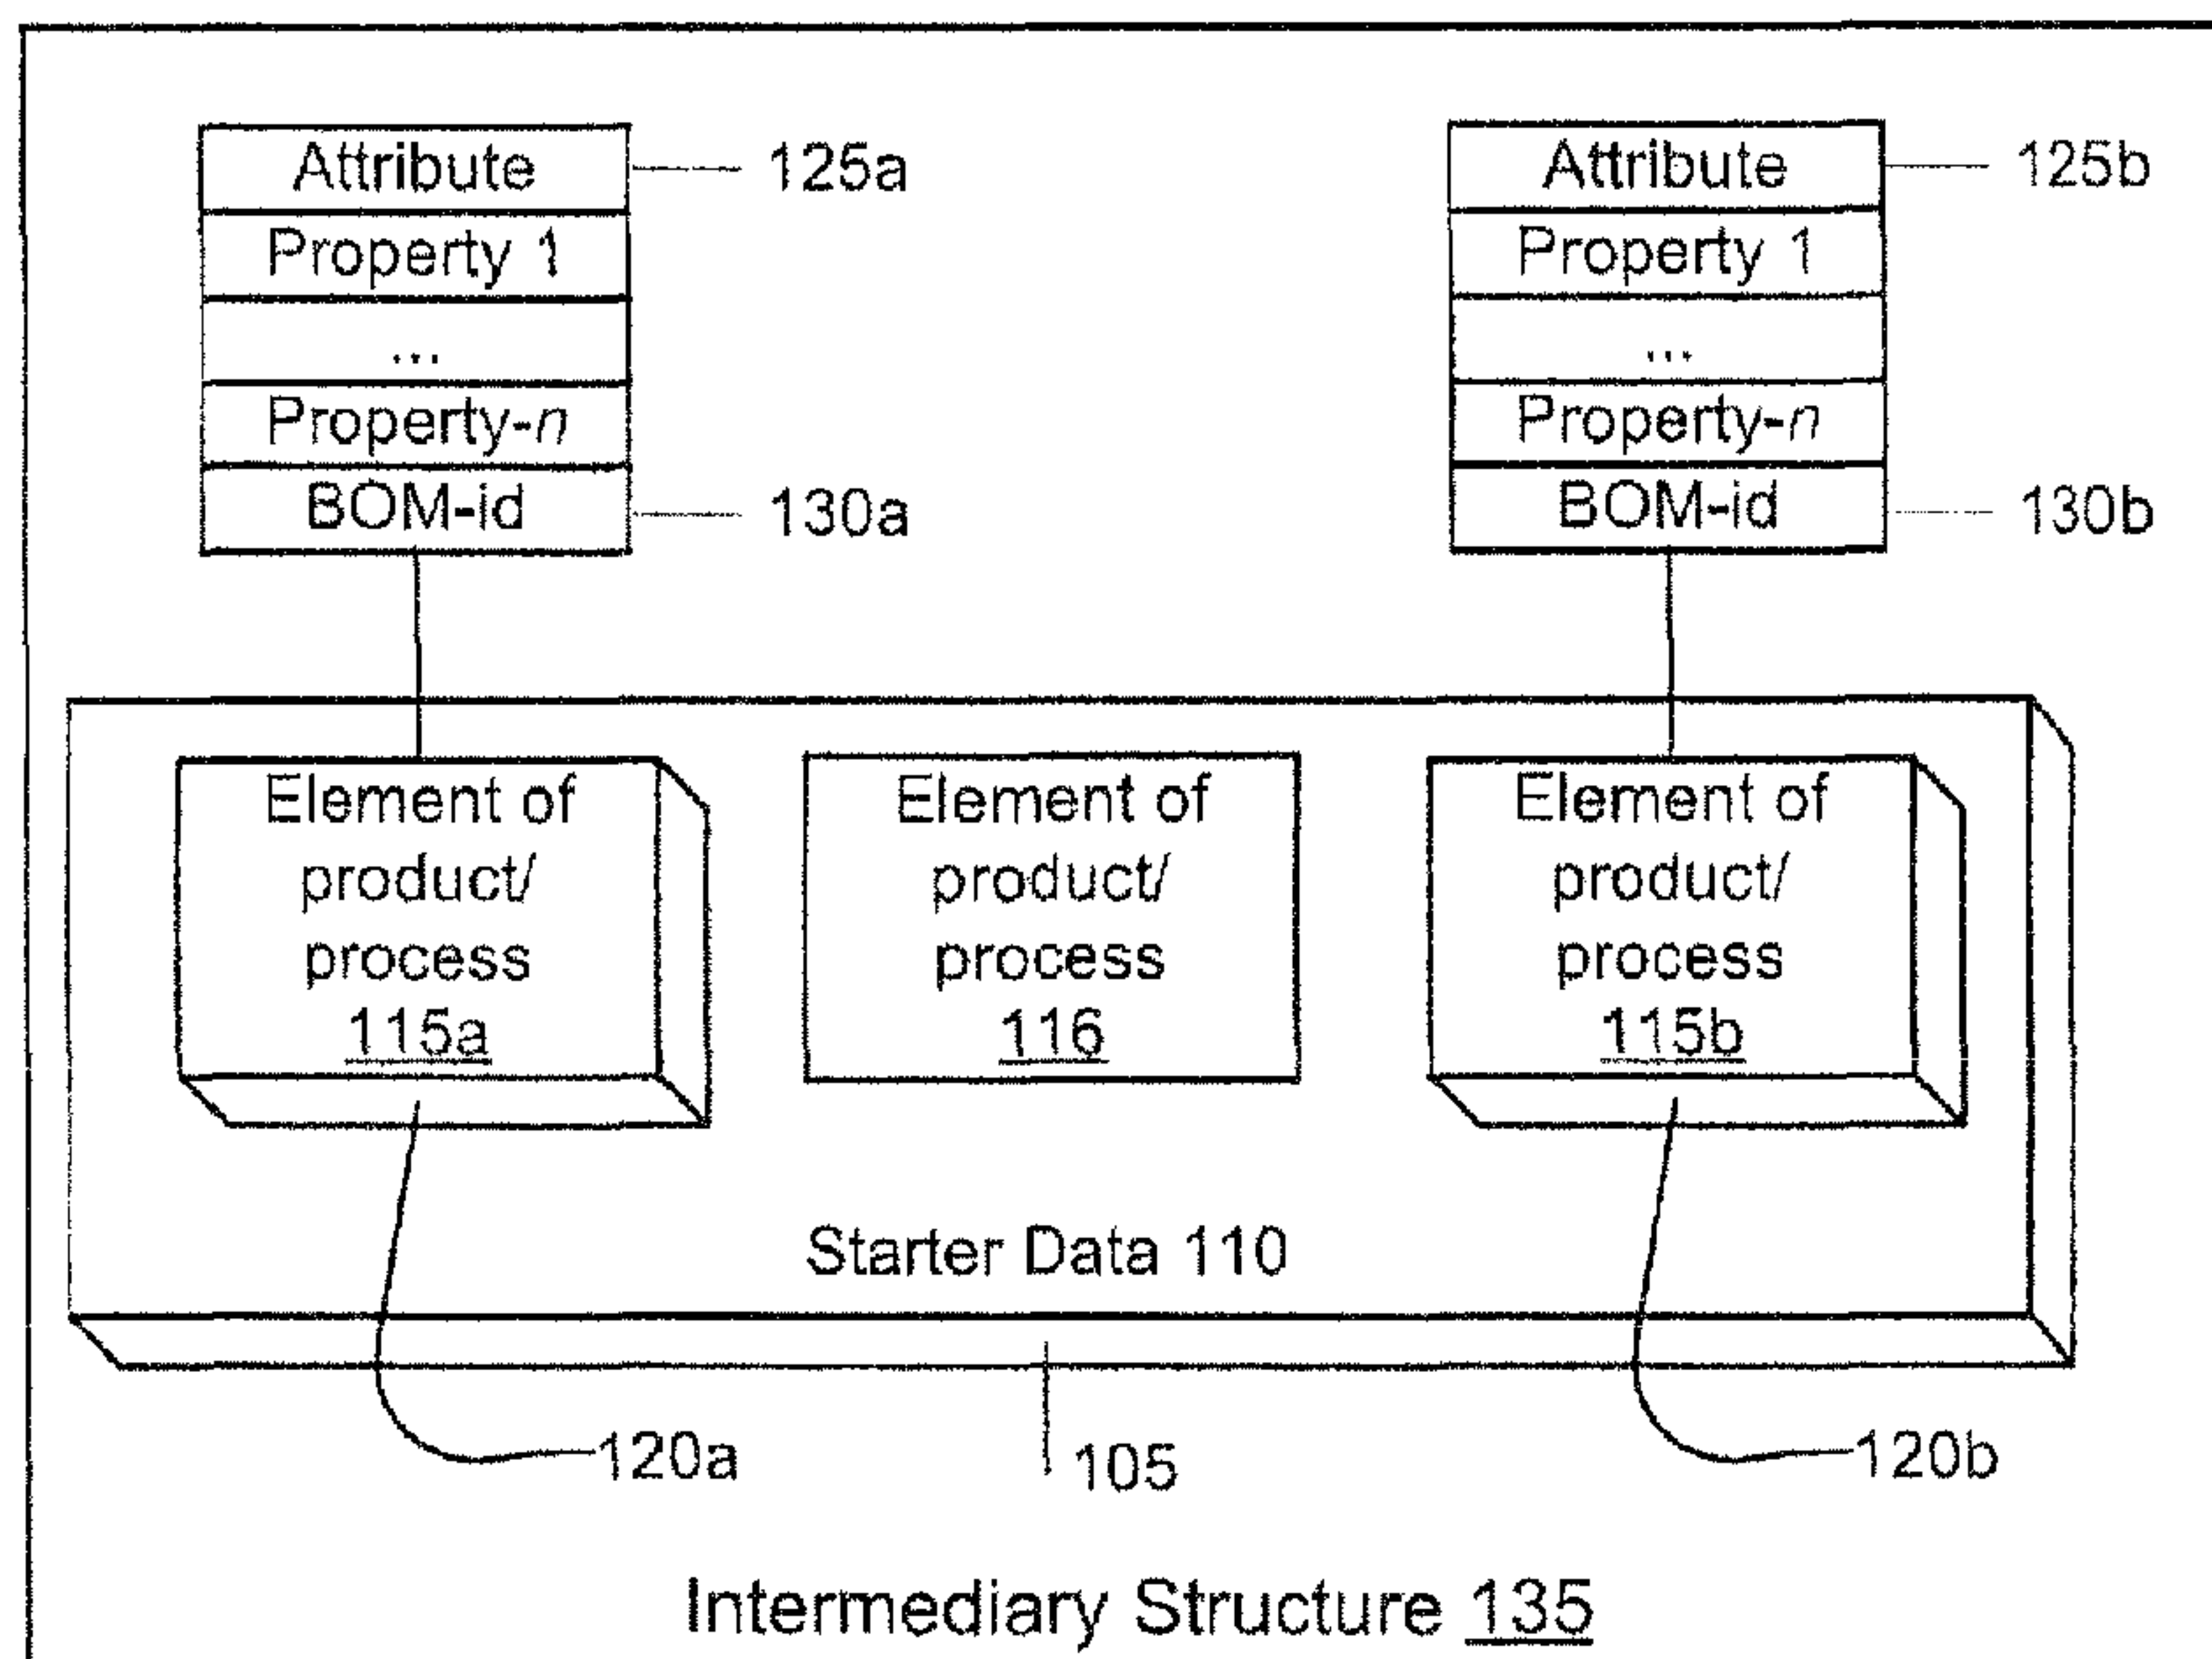 Attribute
125a
Property 1
...
Property-n
BOM-id
130a
Attribute
125b
Property 1
...
Property-n
BOM-id
130b
Element of
product/
process
115a
Element of
product/
process
116
Element of
product/
process
115b
Starter Data 110
120a
105
120b
Intermediary Structure 135